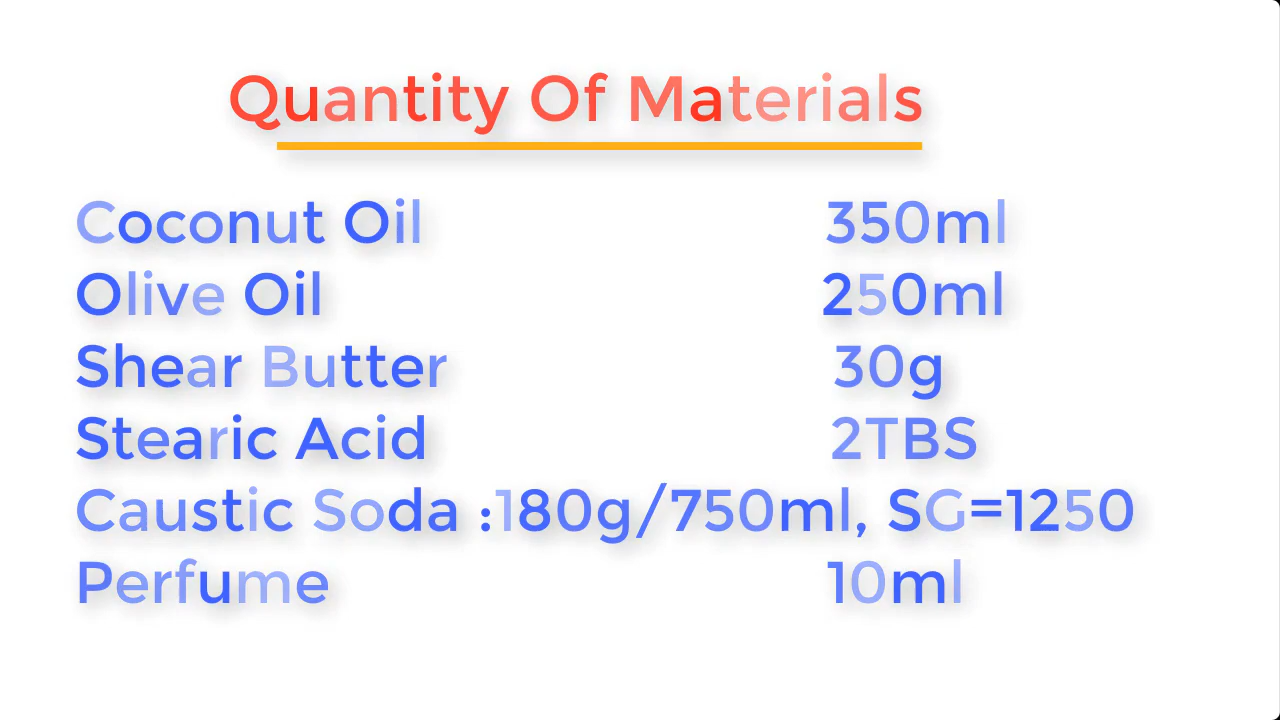 Quantity Of Materials
Coconut Oil 350ml
Olive Oil 250ml
Shear Butter 30g
Stearic Acid 2TBS
Caustic Soda :180g/750ml, SG=1250
Perfume 10ml